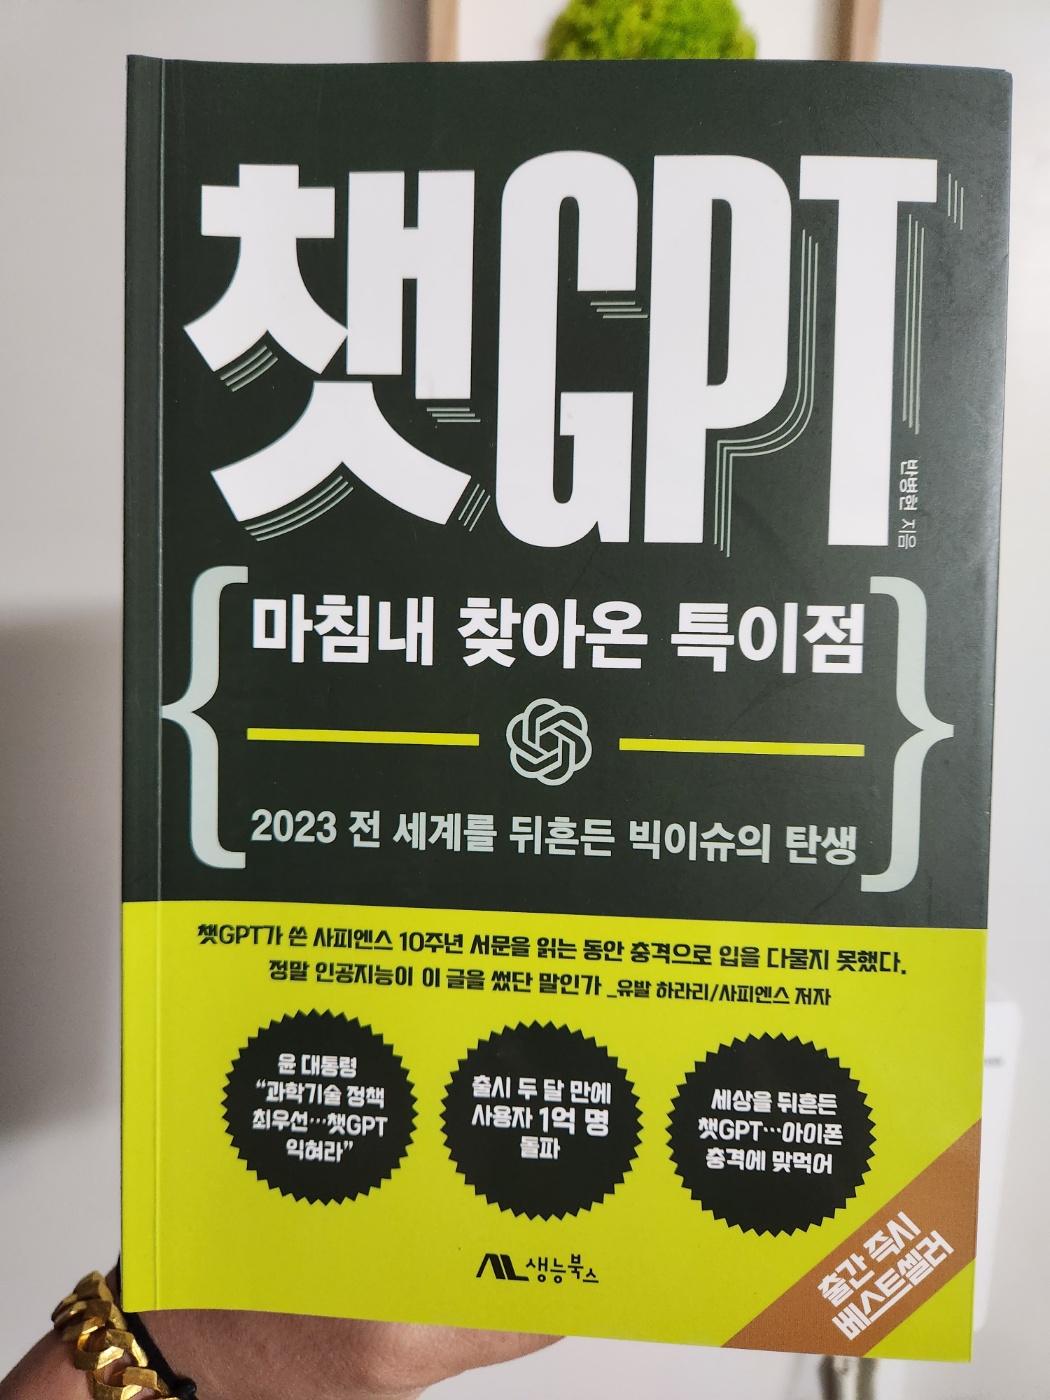 챗GPT
반병현 지음
마침내 찾아온 특이점
2023 전 세계를 뒤흔든 빅이슈의 탄생
챗GPT가 쓴 사피엔스 10주년 서문을 읽는 동안 충격으로 입을 다물지 못했다.
정말 인공지능이 이 글을 썼단 말인가 _유발 하라리/사피엔스 저자
윤 대통령
“과학기술 정책
최우선…챗GPT
익혀라”
출시 두 달 만에
사용자 1억 명
돌파
세상을 뒤흔든
챗GPT…아이폰
충격에 맞먹어
생능북스
출간 즉시
베스트셀러